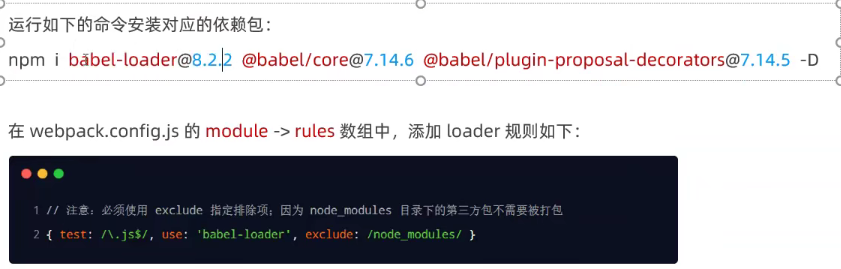 运行如下的命令安装对应的依赖包：
npm i babel-loader@8.2.2 @babel/core@7.14.6 @babel/plugin-proposal-decorators@7.14.5 -D
在 webpack.config.js 的 module -> rules 数组中，添加 loader 规则如下：
1 // 注意：必须使用 exclude 指定排除项；因为 node_modules 目录下的第三方包不需要被打包
2 { test: /\.js$/, use: 'babel-loader', exclude: /node_modules/ }